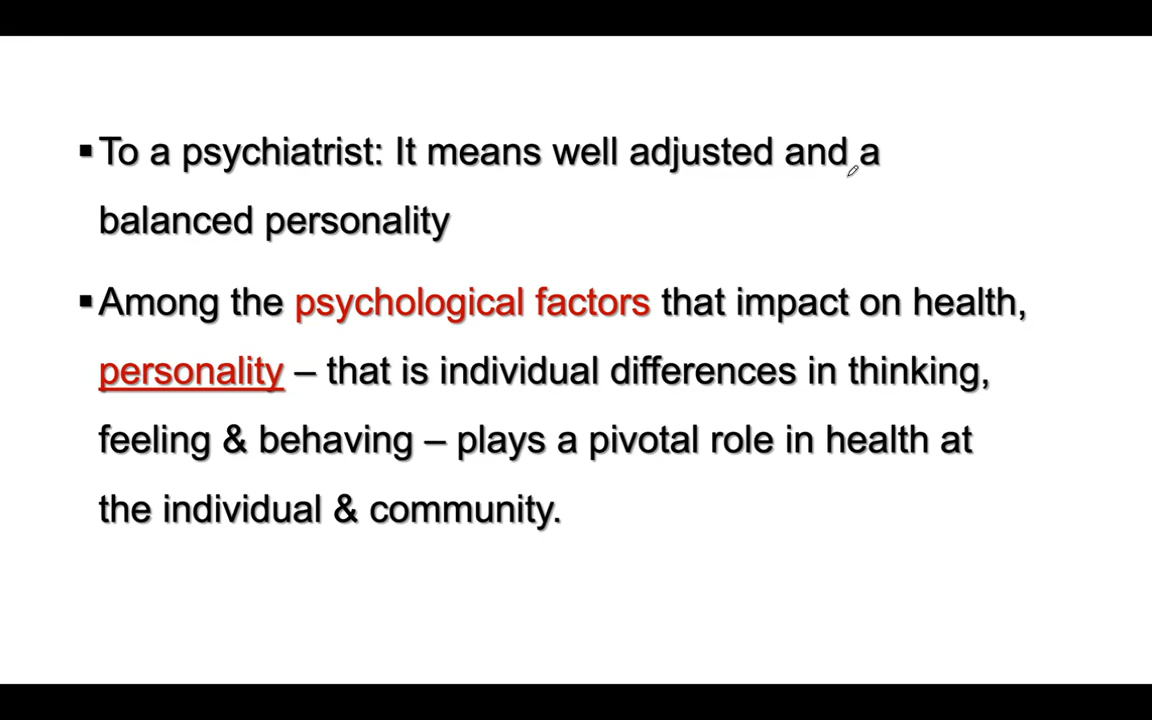 ▪To a psychiatrist: It means well adjusted and a
balanced personality
▪Among the psychological factors that impact on health,
personality – that is individual differences in thinking,
feeling & behaving – plays a pivotal role in health at
the individual & community.